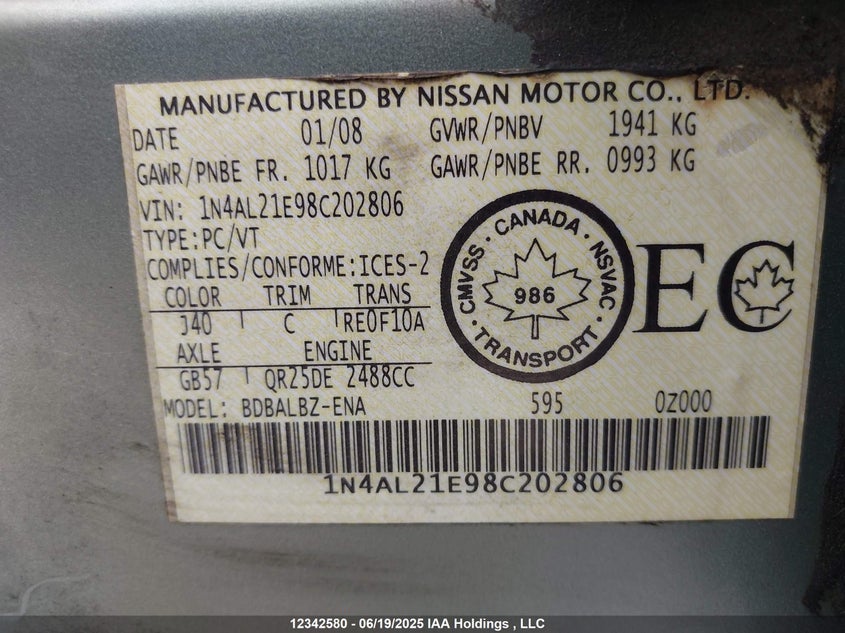 MANUFACTURED BY NISSAN MOTOR CO., LTD.
DATE 01/08 GVWR/PNBV 1941 KG
GAWR/PNBE FR. 1017 KG GAWR/PNBE RR. 0993 KG
VIN: 1N4AL21E98C202806
TYPE:PC/VT
COMPLIES/CONFORME:ICES-2
COLOR TRIM TRANS
J40 C RE0F10A
AXLE ENGINE
GB57 QR25DE 2488CC
MODEL: BDBALBZ-ENA 595 0Z000
CMVSS · CANADA · NSVAC · TRANSPORT ·
986
EC
1N4AL21E98C202806
12342580 - 06/19/2025 IAA Holdings , LLC